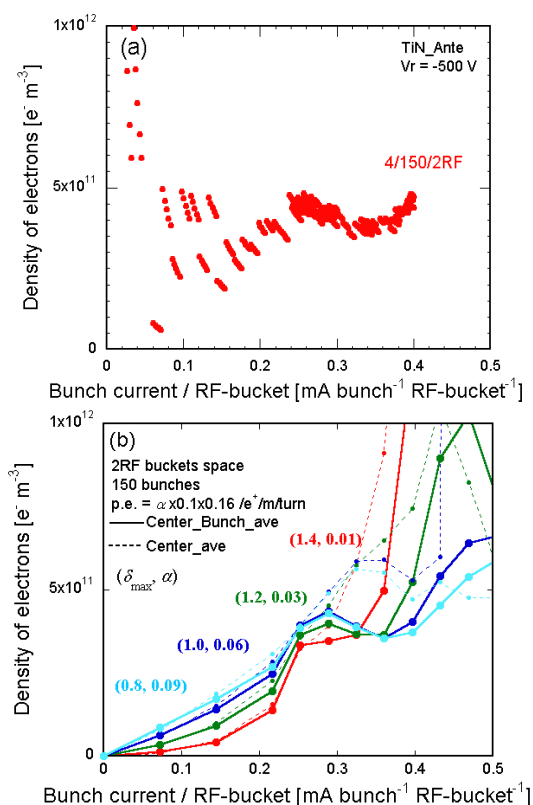 (a)
TiN_Ante
Vr = -500 V
4/150/2RF
1x10¹²
5x10¹¹
0
Density of electrons [e⁻ m⁻³]
0 0.1 0.2 0.3 0.4 0.5
Bunch current / RF-bucket [mA bunch⁻¹ RF-bucket⁻¹]
(b)
2RF buckets space
150 bunches
p.e. = αx0.1x0.16 /e⁺/m/turn
Center_Bunch_ave
Center_ave
(δmax, α)
(1.4, 0.01)
(1.2, 0.03)
(1.0, 0.06)
(0.8, 0.09)
1x10¹²
5x10¹¹
0
Density of electrons [e⁻ m⁻³]
0 0.1 0.2 0.3 0.4 0.5
Bunch current / RF-bucket [mA bunch⁻¹ RF-bucket⁻¹]